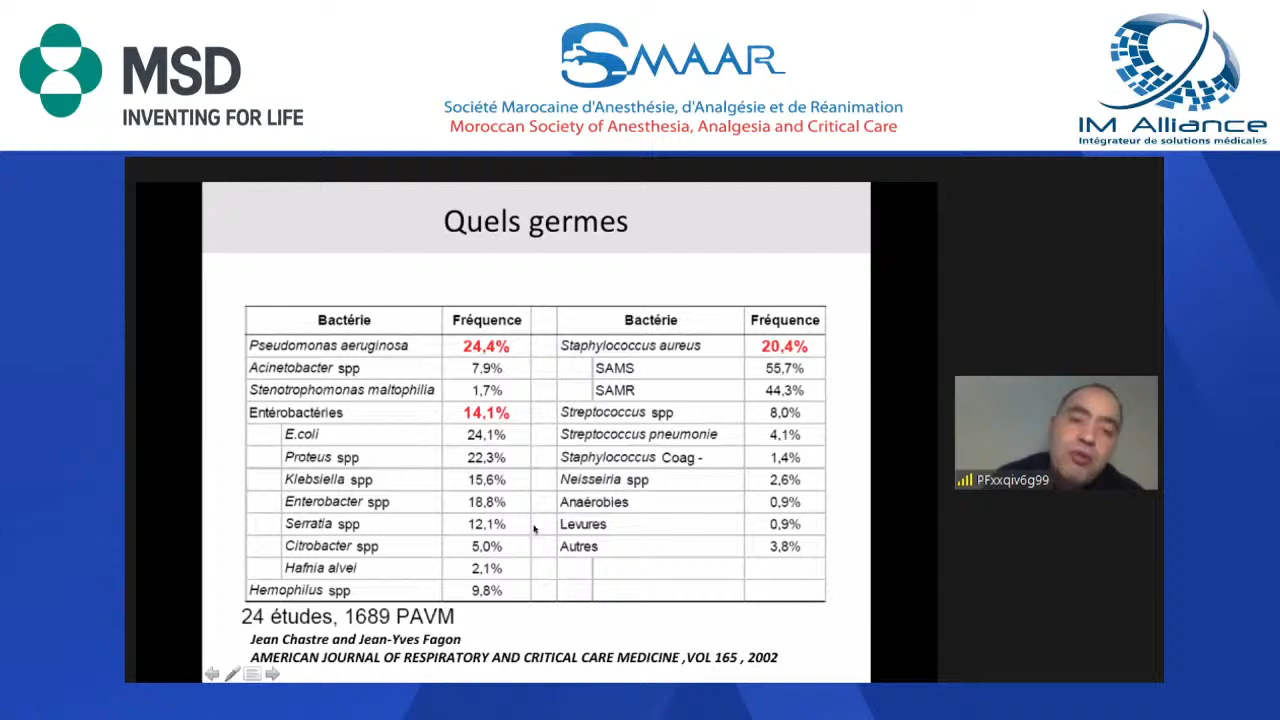 MSD
INVENTING FOR LIFE
SMAAR
Société Marocaine d'Anesthésie, d'Analgésie et de Réanimation
Moroccan Society of Anesthesia, Analgesia and Critical Care
IM Alliance
Intégrateur de solutions médicales
Quels germes
Bactérie Fréquence Bactérie Fréquence
Pseudomonas aeruginosa 24,4% Staphylococcus aureus 20,4%
Acinetobacter spp 7.9% SAMS 55,7%
Stenotrophomonas maltophilia 1,7% SAMR 44,3%
Entérobactéries 14,1% Streptococcus spp 8,0%
E.coli 24,1% Streptococcus pneumonie 4,1%
Proteus spp 22,3% Staphylococcus Coag - 1,4%
Klebsiella spp 15,6% Neisseiria spp 2,6%
Enterobacter spp 18,8% Anaérobies 0,9%
Serratia spp 12,1% Levures 0,9%
Citrobacter spp 5,0% Autres 3,8%
Hafnia alvei 2,1%
Hemophilus spp 9,8%
24 études, 1689 PAVM
Jean Chastre and Jean-Yves Fagon
AMERICAN JOURNAL OF RESPIRATORY AND CRITICAL CARE MEDICINE ,VOL 165 , 2002
PFxxqiv6g99